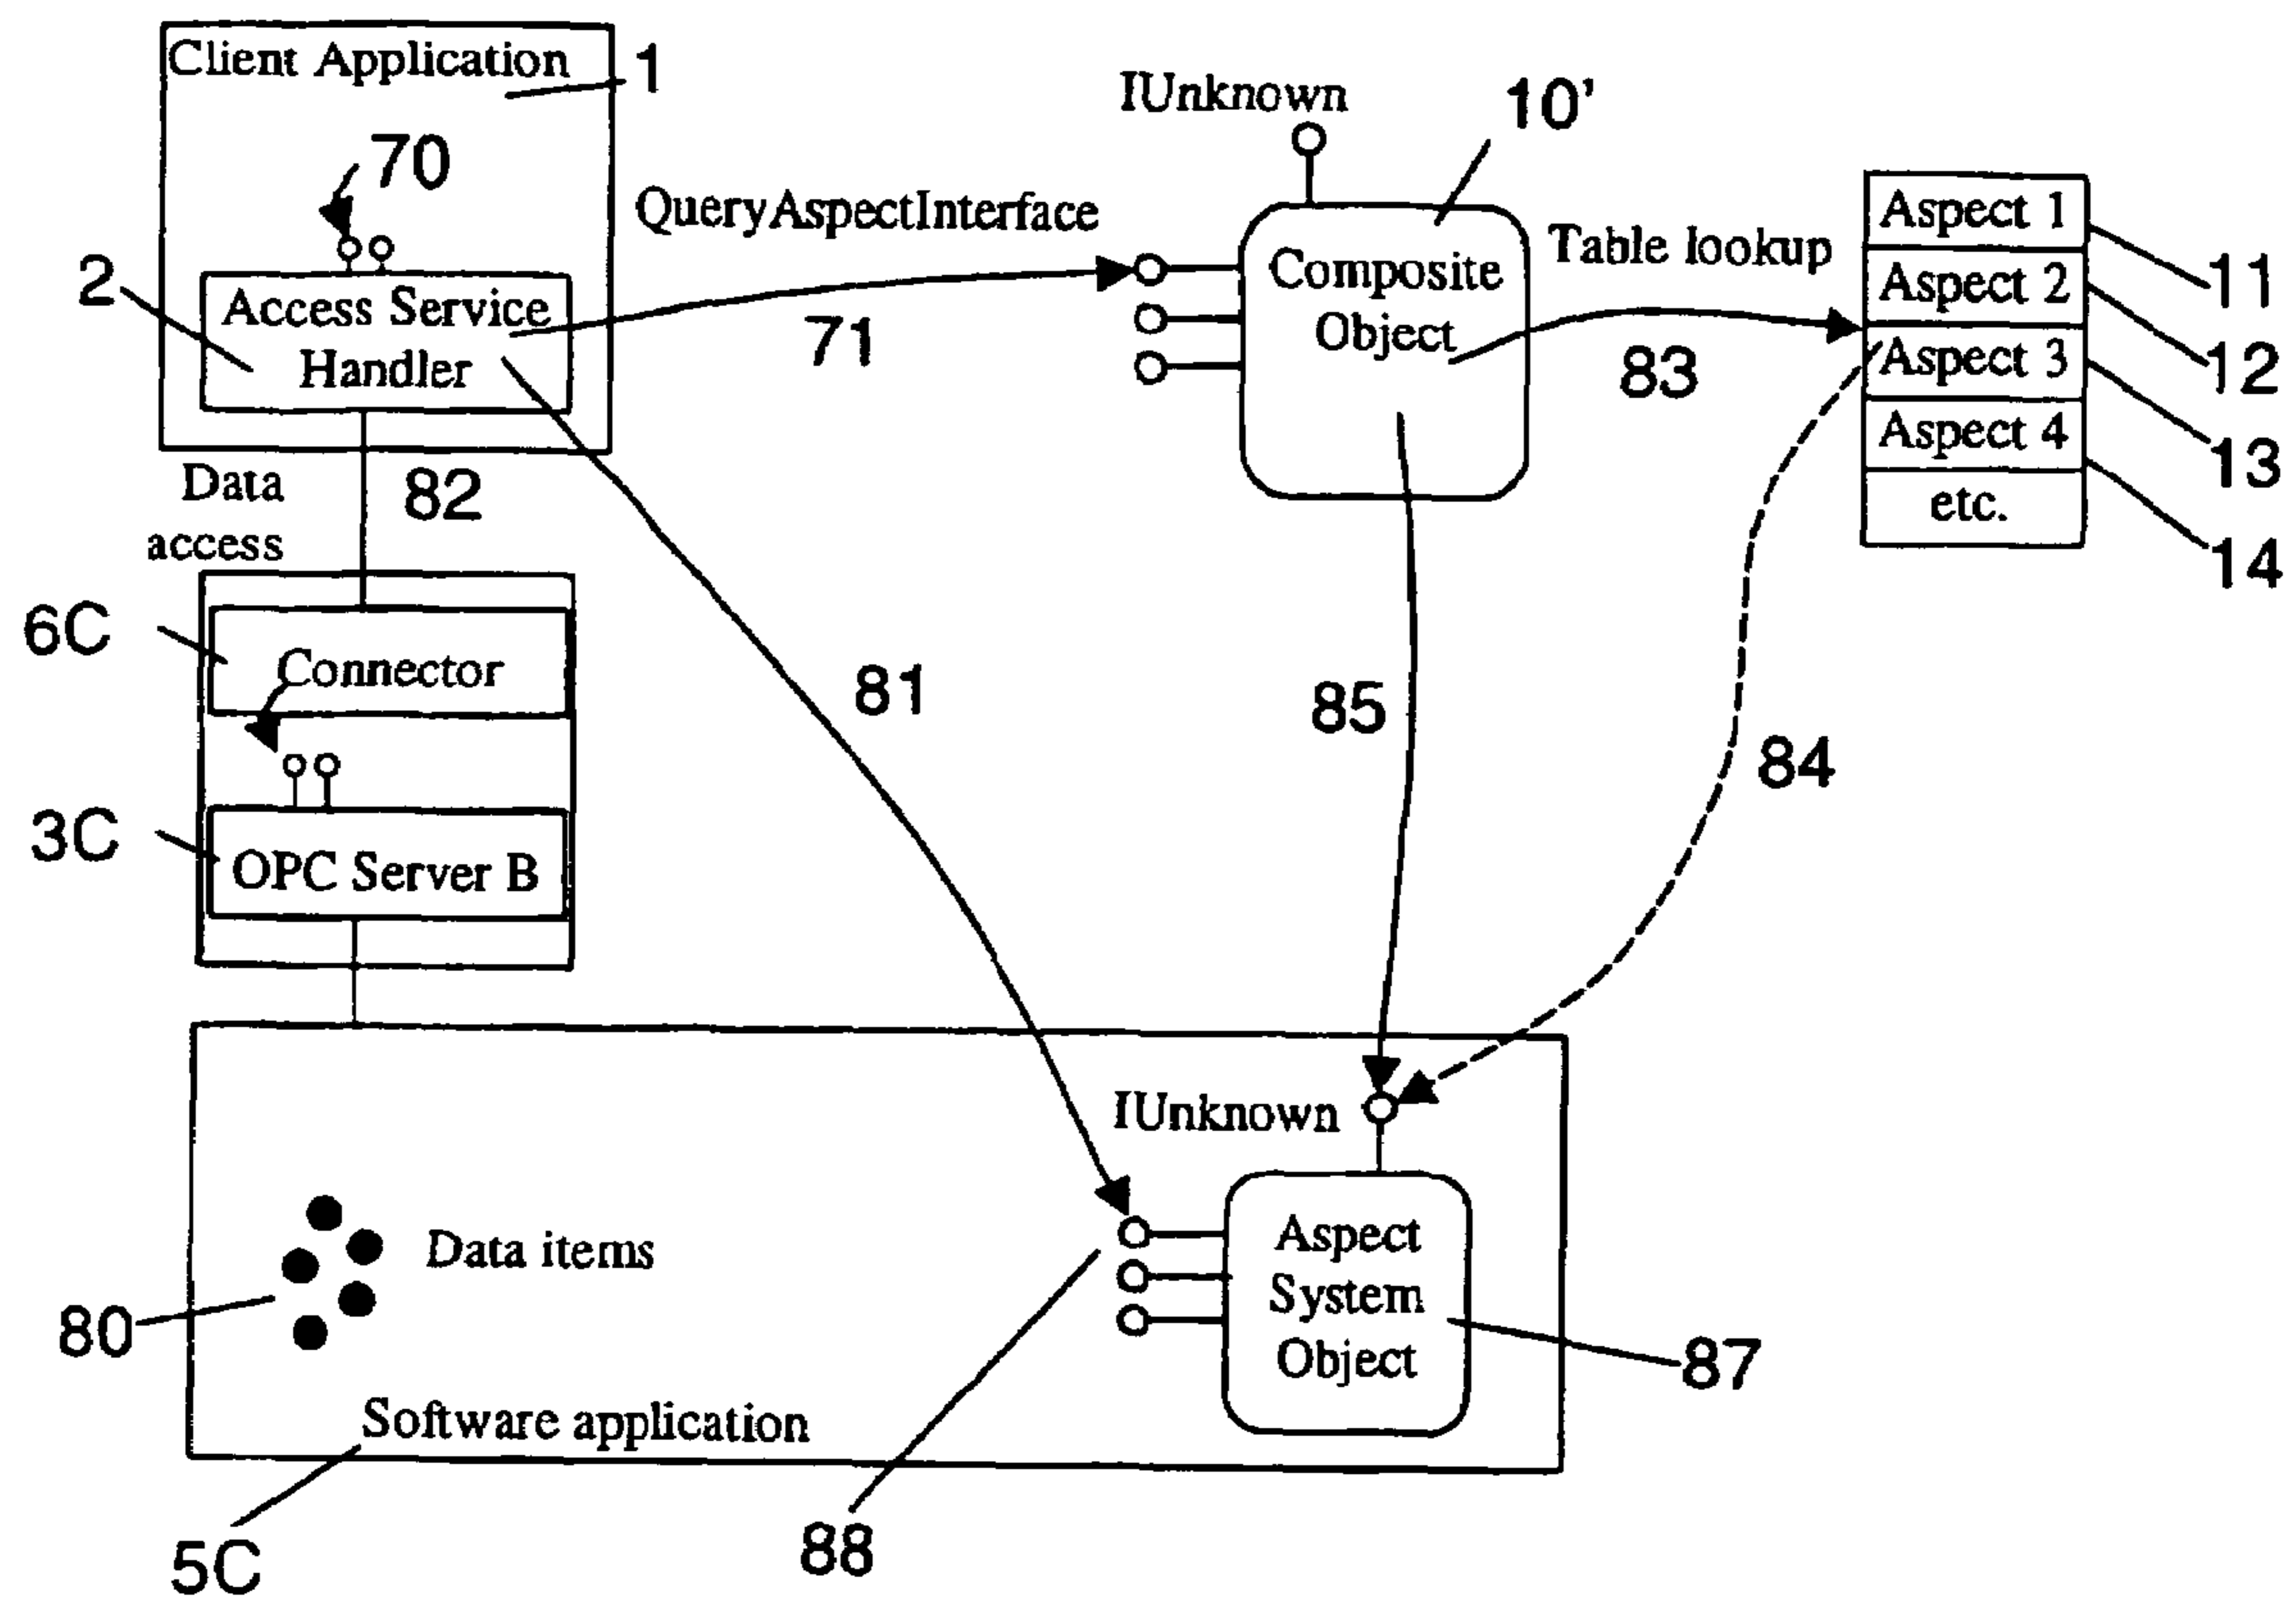 Client Application
1
70
2
Access Service
Handler
QueryAspectInterface
71
IUnknown
10'
Composite
Object
Table lookup
83
Aspect 1
Aspect 2
Aspect 3
Aspect 4
etc.
11
12
13
14
Data
access
82
6C
Connector
3C
OPC Server B
81
85
84
IUnknown
Aspect
System
Object
87
80
Data items
Software application
5C
88